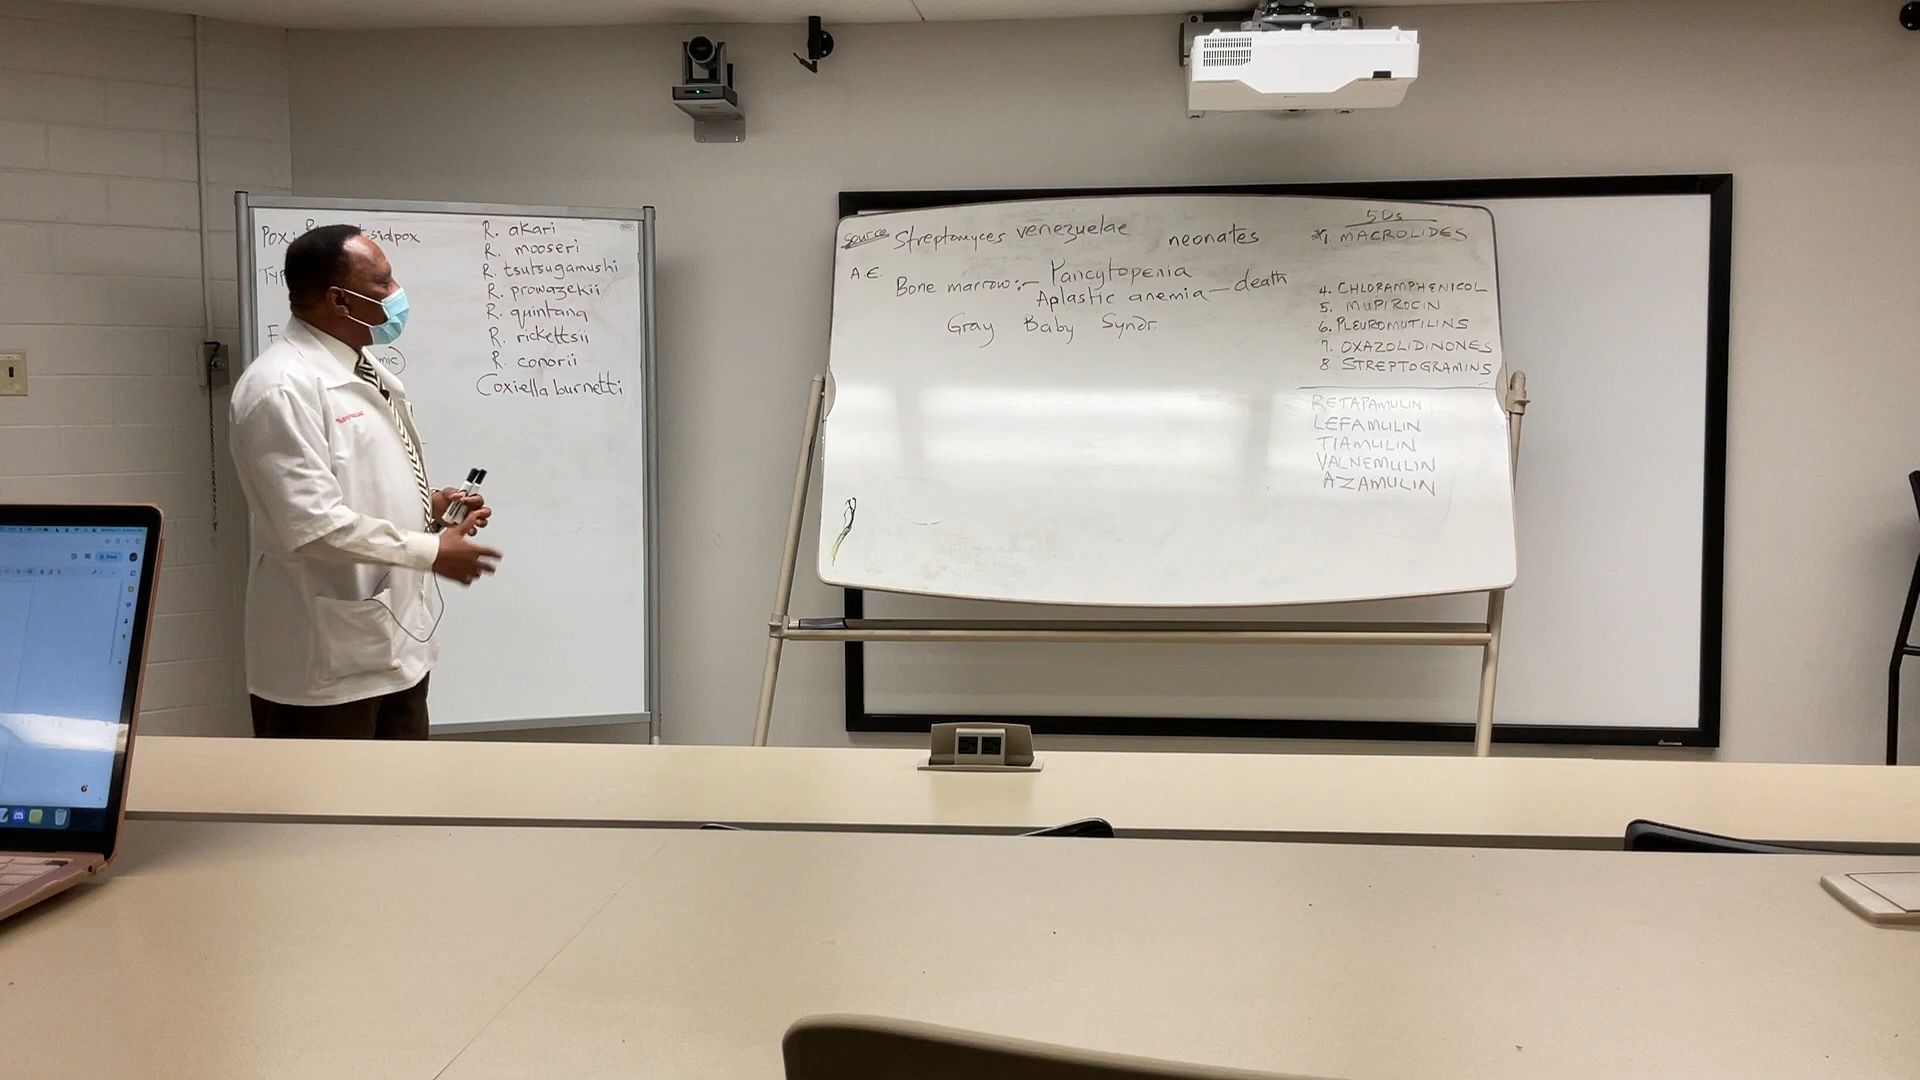 Pox:
sidpox
R. akari
R. mooseri
R. tsutsugamushi
R. prowazekii
R. quintana
R. rickettsii
R. conorii
Coxiella burnetti
source Streptomyces venezuelae neonates
A.E.
Bone marrow:- Pancytopenia
Aplastic anemia — death
Gray Baby Syndr.
50s
*1. MACROLIDES
4. CHLORAMPHENICOL
5. MUPIROCIN
6. PLEUROMUTILINS
7. OXAZOLIDINONES
8 STREPTOGRAMINS
RETAPAMULIN
LEFAMULIN
TIAMULIN
VALNEMULIN
AZAMULIN